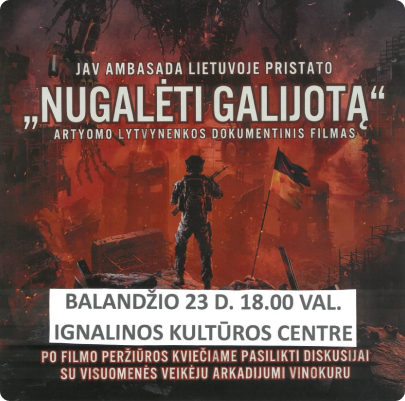 JAV AMBASADA LIETUVOJE PRISTATO
„NUGALĖTI GALIJOTĄ“
ARTYOMO LYTVYNENKOS DOKUMENTINIS FILMAS
BALANDŽIO 23 D. 18.00 VAL.
IGNALINOS KULTŪROS CENTRE
PO FILMO PERŽIŪROS KVIEČIAME PASILIKTI DISKUSIJAI
SU VISUOMENĖS VEIKĖJU ARKADIJUMI VINOKURU